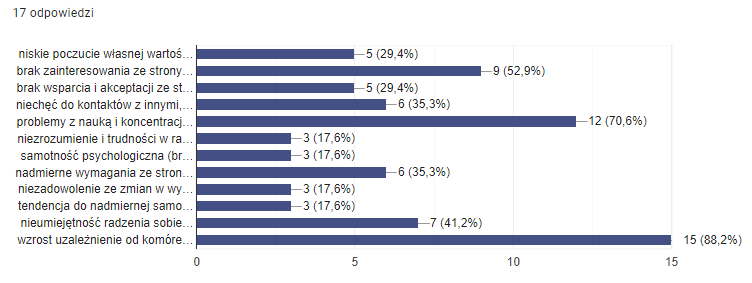 17 odpowiedzi
niskie poczucie własnej wartoś... 5 (29,4%)
brak zainteresowania ze strony... 9 (52,9%)
brak wsparcia i akceptacji ze st... 5 (29,4%)
niechęć do kontaktów z innymi,... 6 (35,3%)
problemy z nauką i koncentracj... 12 (70,6%)
niezrozumienie i trudności w ra... 3 (17,6%)
samotność psychologiczna (br... 3 (17,6%)
nadmierne wymagania ze stron... 6 (35,3%)
niezadowolenie ze zmian w wy... 3 (17,6%)
tendencja do nadmiernej samo... 3 (17,6%)
nieumiejętność radzenia sobie... 7 (41,2%)
wzrost uzależnienie od komóre... 15 (88,2%)
0 5 10 15